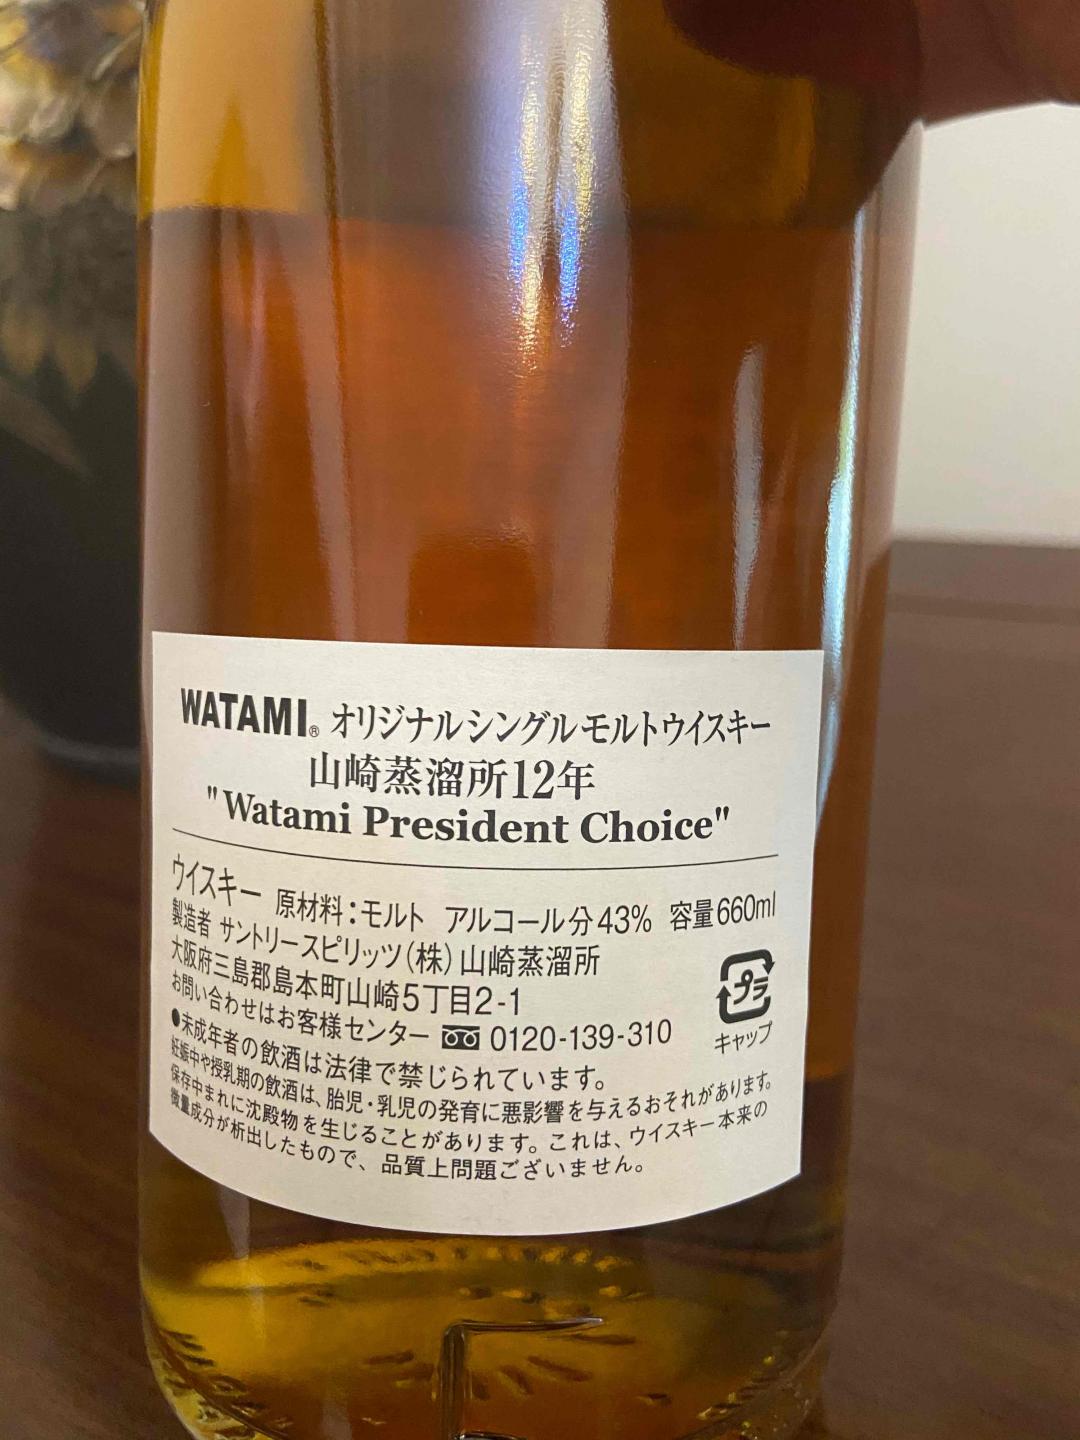 WATAMI® オリジナルシングルモルトウイスキー
山崎蒸溜所12年
"Watami President Choice"
ウイスキー 原材料：モルト アルコール分43% 容量660ml
製造者 サントリースピリッツ（株）山崎蒸溜所
大阪府三島郡島本町山崎5丁目2-1
お問い合わせはお客様センター 0120-139-310
プラ
キャップ
●未成年者の飲酒は法律で禁じられています。
妊娠中や授乳期の飲酒は、胎児・乳児の発育に悪影響を与えるおそれがあります。
保存中まれに沈殿物を生じることがあります。これは、ウイスキー本来の
微量成分が析出したもので、品質上問題ございません。